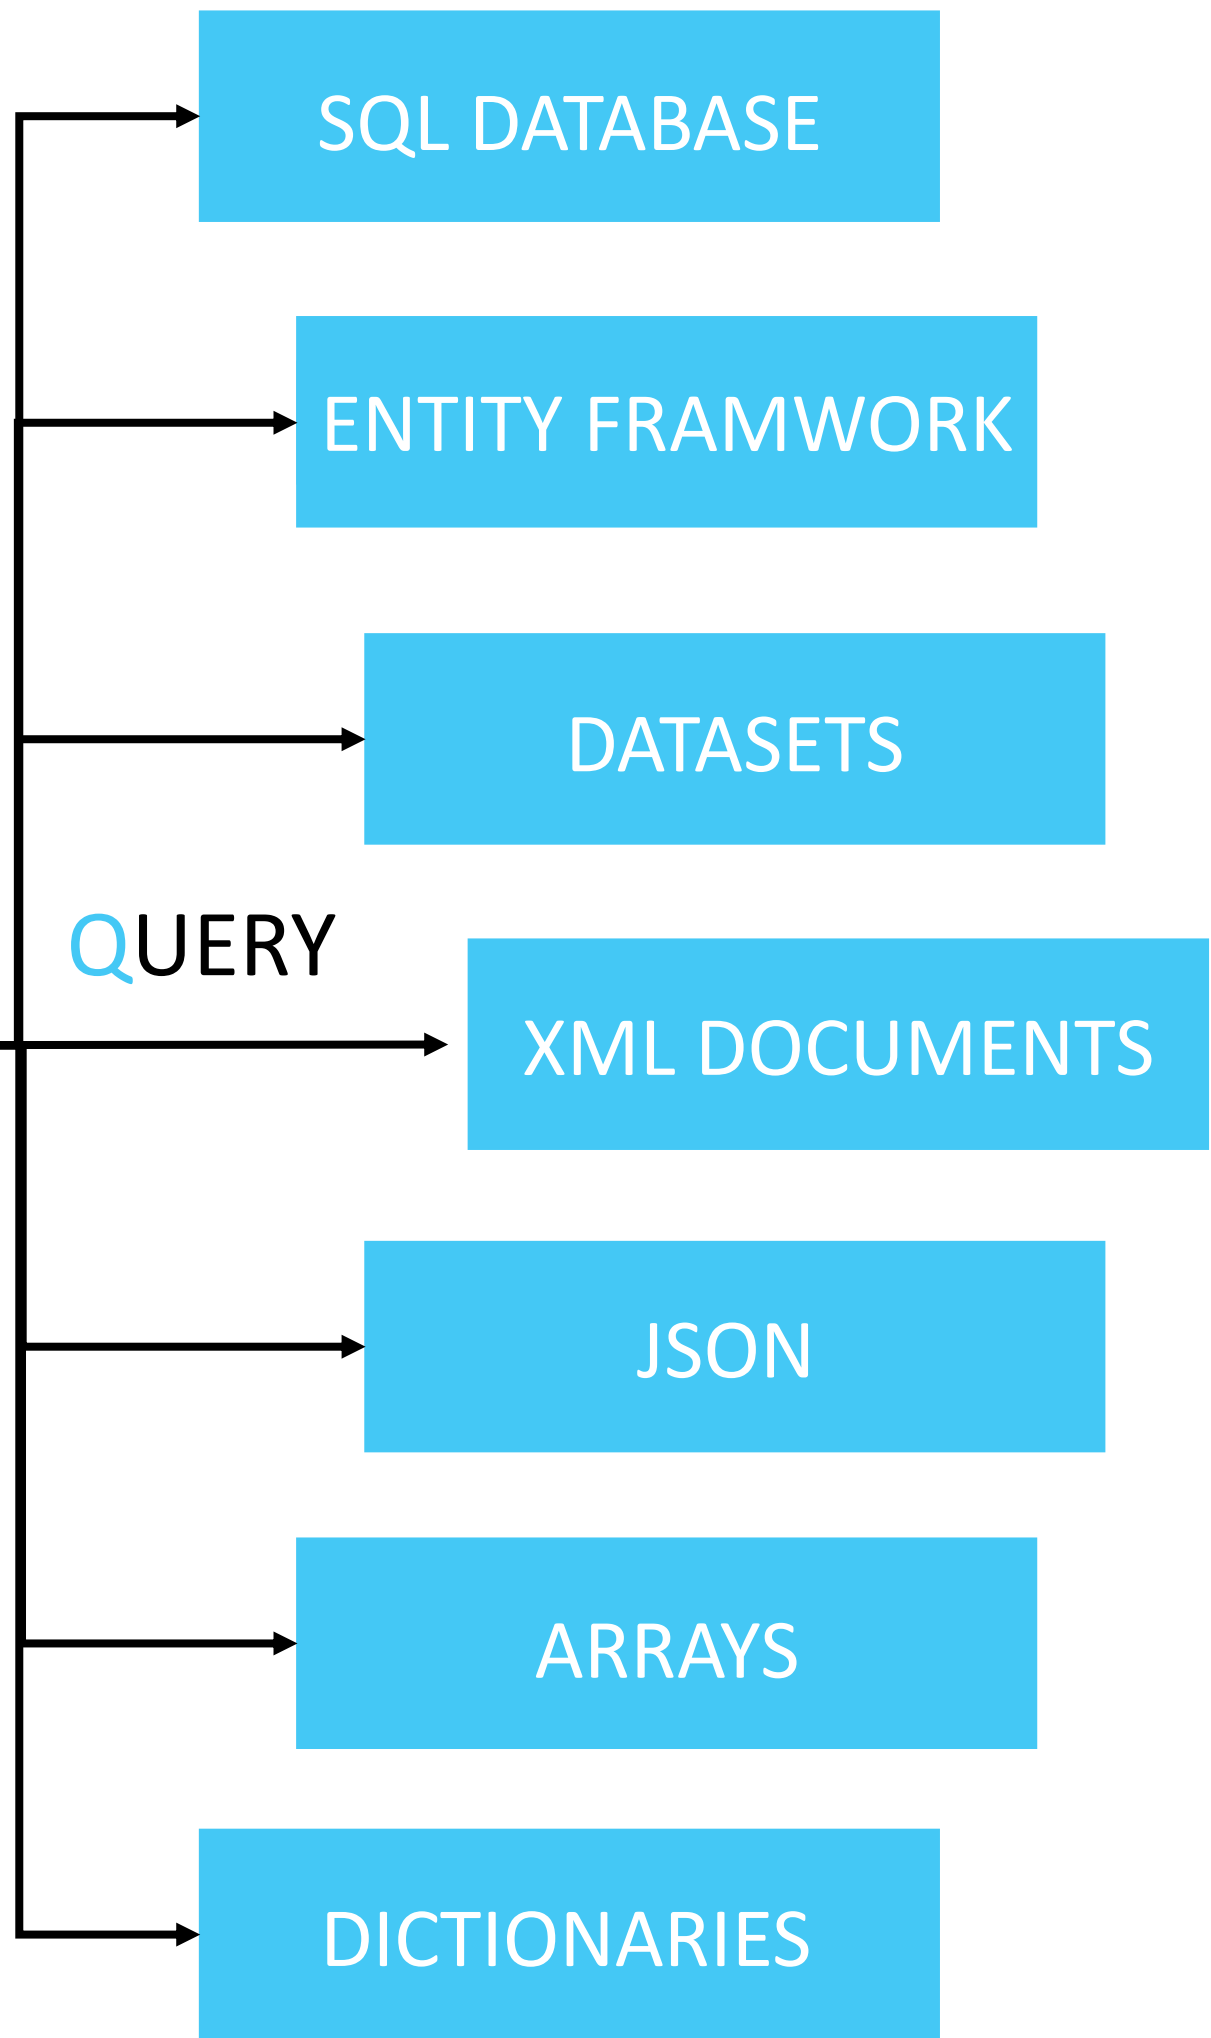 SQL DATABASE
ENTITY FRAMWORK
DATASETS
QUERY
XML DOCUMENTS
JSON
ARRAYS
DICTIONARIES